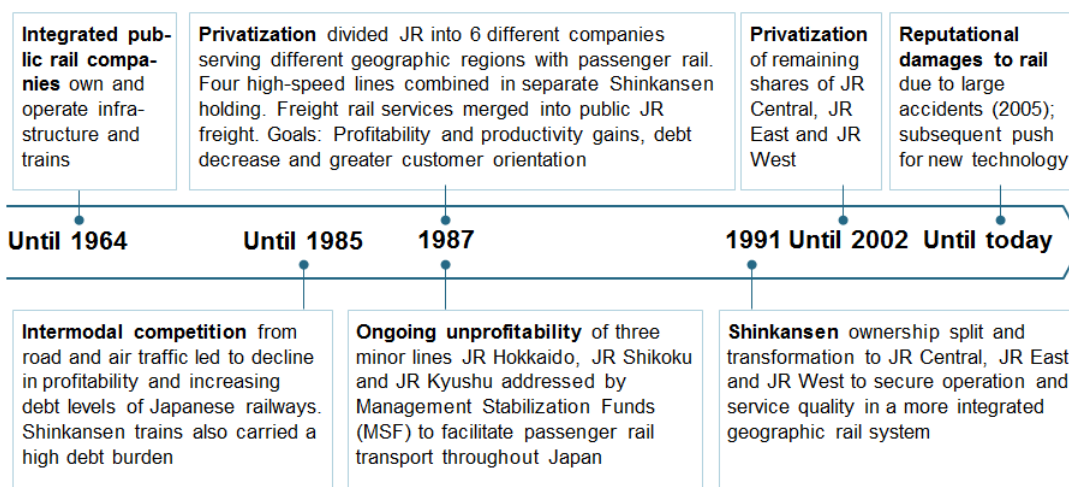 Integrated pub-
lic rail compa-
nies own and
operate infra-
structure and
trains
Privatization divided JR into 6 different companies
serving different geographic regions with passenger rail.
Four high-speed lines combined in separate Shinkansen
holding. Freight rail services merged into public JR
freight. Goals: Profitability and productivity gains, debt
decrease and greater customer orientation
Privatization
of remaining
shares of JR
Central, JR
East and JR
West
Reputational
damages to rail
due to large
accidents (2005);
subsequent push
for new technology
Until 1964
Until 1985
1987
1991
Until 2002
Until today
Intermodal competition from
road and air traffic led to decline
in profitability and increasing
debt levels of Japanese railways.
Shinkansen trains also carried a
high debt burden
Ongoing unprofitability of three
minor lines JR Hokkaido, JR Shikoku
and JR Kyushu addressed by
Management Stabilization Funds
(MSF) to facilitate passenger rail
transport throughout Japan
Shinkansen ownership split and
transformation to JR Central, JR East
and JR West to secure operation and
service quality in a more integrated
geographic rail system